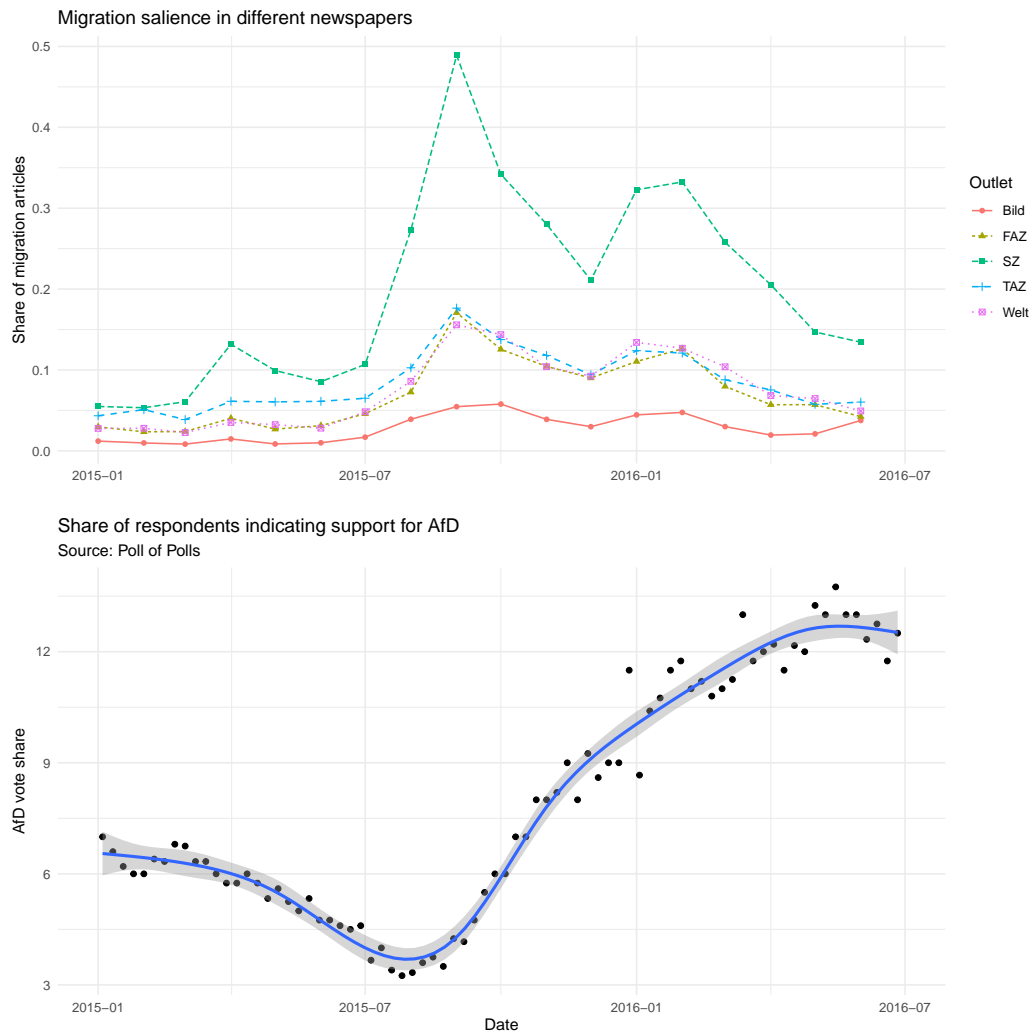 Migration salience in different newspapers
Share of migration articles
0.5
0.4
0.3
0.2
0.1
0.0
2015–01
2015–07
2016–01
2016–07
Outlet
Bild
FAZ
SZ
TAZ
Welt
Share of respondents indicating support for AfD
Source: Poll of Polls
AfD vote share
12
9
6
3
2015–01
2015–07
2016–01
2016–07
Date